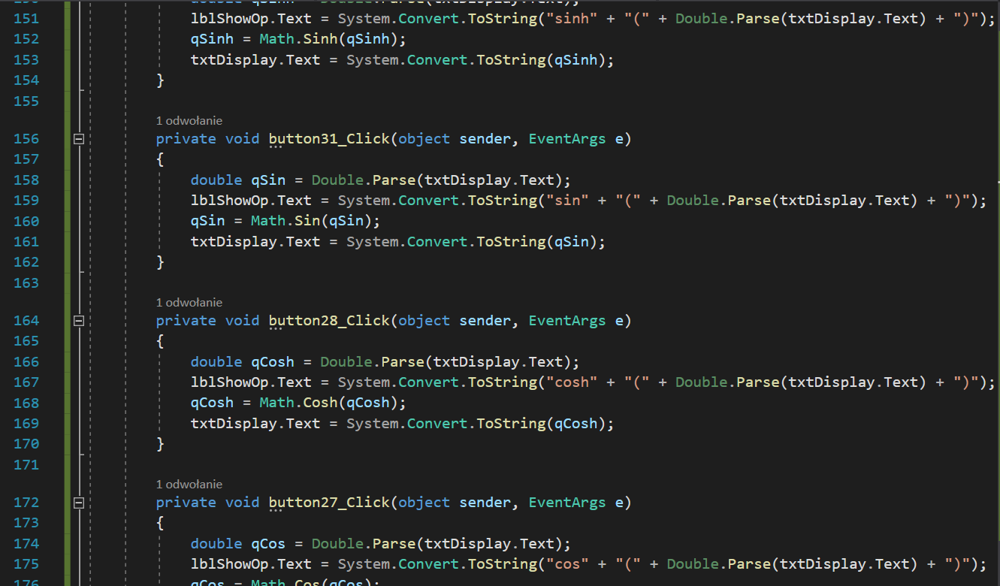 150 double qSinh = Double.Parse(txtDisplay.Text);
151 lblShowOp.Text = System.Convert.ToString("sinh" + "(" + Double.Parse(txtDisplay.Text) + ")");
152 qSinh = Math.Sinh(qSinh);
153 txtDisplay.Text = System.Convert.ToString(qSinh);
154 }
155
1 odwołanie
156 private void button31_Click(object sender, EventArgs e)
157 {
158 double qSin = Double.Parse(txtDisplay.Text);
159 lblShowOp.Text = System.Convert.ToString("sin" + "(" + Double.Parse(txtDisplay.Text) + ")");
160 qSin = Math.Sin(qSin);
161 txtDisplay.Text = System.Convert.ToString(qSin);
162 }
163
1 odwołanie
164 private void button28_Click(object sender, EventArgs e)
165 {
166 double qCosh = Double.Parse(txtDisplay.Text);
167 lblShowOp.Text = System.Convert.ToString("cosh" + "(" + Double.Parse(txtDisplay.Text) + ")");
168 qCosh = Math.Cosh(qCosh);
169 txtDisplay.Text = System.Convert.ToString(qCosh);
170 }
171
1 odwołanie
172 private void button27_Click(object sender, EventArgs e)
173 {
174 double qCos = Double.Parse(txtDisplay.Text);
175 lblShowOp.Text = System.Convert.ToString("cos" + "(" + Double.Parse(txtDisplay.Text) + ")");
176 qCos = Math.Cos(qCos);